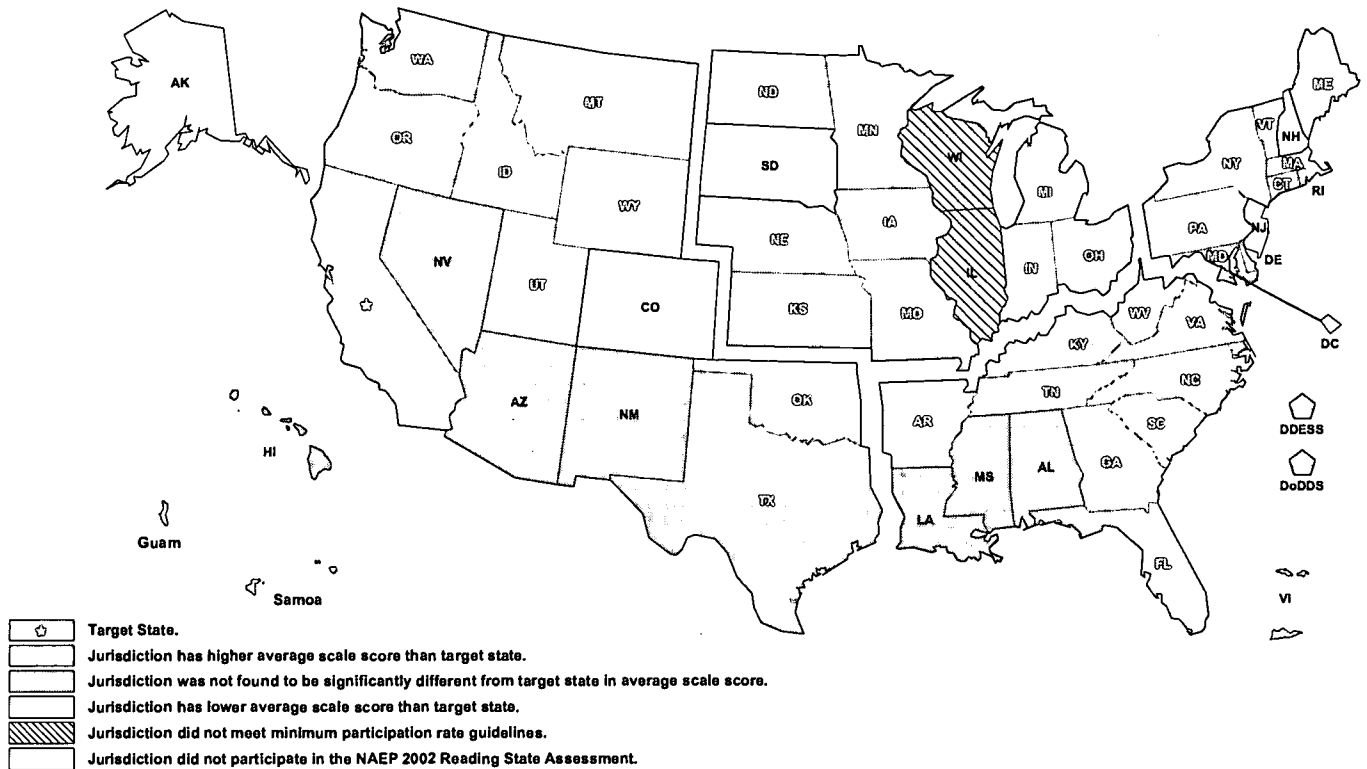 AK
WA
OR
ID
MT
WY
NV
UT
CO
AZ
NM
ND
SD
NE
KS
OK
TX
MN
IA
MO
WI
IL
MI
IN
OH
KY
TN
AR
LA
MS
AL
GA
FL
SC
NC
VA
WV
PA
NY
VT
NH
ME
MA
CT
RI
NJ
DE
MD
DC
DDESS
DoDDS
VI
HI
Guam
Samoa
Target State.
Jurisdiction has higher average scale score than target state.
Jurisdiction was not found to be significantly different from target state in average scale score.
Jurisdiction has lower average scale score than target state.
Jurisdiction did not meet minimum participation rate guidelines.
Jurisdiction did not participate in the NAEP 2002 Reading State Assessment.